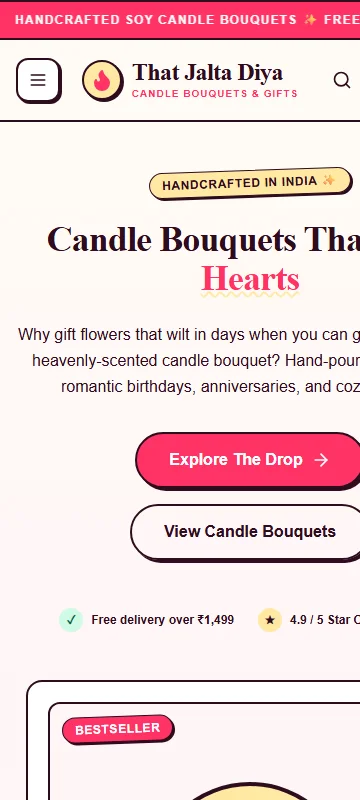 HANDCRAFTED SOY CANDLE BOUQUETS ✨ FREE
That Jalta Diya
CANDLE BOUQUETS & GIFTS
HANDCRAFTED IN INDIA ✨
Candle Bouquets Tha
Hearts
Why gift flowers that wilt in days when you can g
heavenly-scented candle bouquet? Hand-pour
romantic birthdays, anniversaries, and coz
Explore The Drop →
View Candle Bouquets
✓ Free delivery over ₹1,499 ★ 4.9 / 5 Star C
BESTSELLER